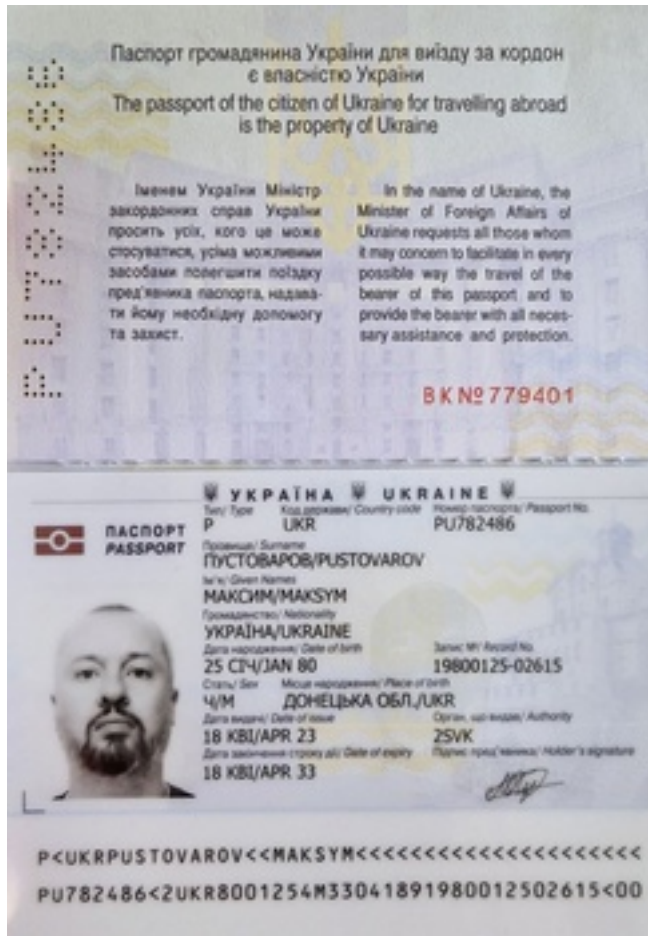 Паспорт громадянина України для виїзду за кордон
є власністю України
The passport of the citizen of Ukraine for travelling abroad
is the property of Ukraine
PU782486
Іменем України Міністр
закордонних справ України
просить усіх, кого це може
стосуватися, усіма можливими
засобами полегшити поїздку
пред'явника паспорта, надава-
ти йому необхідну допомогу
та захист.
In the name of Ukraine, the
Minister of Foreign Affairs of
Ukraine requests all those whom
it may concern to facilitate in every
possible way the travel of the
bearer of this passport and to
provide the bearer with all neces-
sary assistance and protection.
ВК№779401
УКРАЇНА UKRAINE
ПАСПОРТ
PASSPORT
Тип/ Type Код держави/ Country code Номер паспорта/ Passport No.
P UKR PU782486
Прізвище/ Surname
ПУСТОВАРОВ/PUSTOVAROV
Ім'я/ Given Names
МАКСИМ/MAKSYM
Громадянство/ Nationality
УКРАЇНА/UKRAINE
Дата народження/ Date of birth Запис №/ Record No.
25 СІЧ/JAN 80 19800125-02615
Стать/ Sex Місце народження/ Place of birth
Ч/M ДОНЕЦЬКА ОБЛ./UKR
Дата видачі/ Date of issue Орган, що видав/ Authority
18 КВІ/APR 23 2SVK
Дата закінчення строку дії/ Date of expiry Підпис пред'явника/ Holder's signature
18 КВІ/APR 33
P<UKRPUSTOVAROV<<MAKSYM<<<<<<<<<<<<<<<<<<<<<
PU782486<2UKR8001254M3304189198001250​2615<00